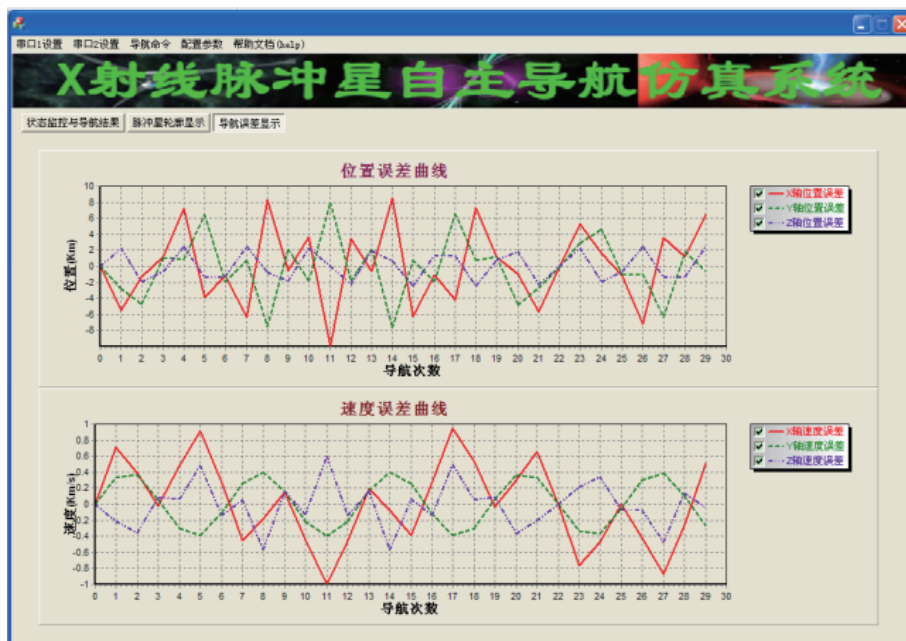 串口1设置 串口2设置 导航命令 配置参数 帮助文档(help)
X射线脉冲星自主导航仿真系统
状态监控与导航结果 脉冲星轮廓显示 导航误差显示
位置误差曲线
10
8
6
4
2
0
-2
-4
-6
-8
位置(Km)
0 1 2 3 4 5 6 7 8 9 10 11 12 13 14 15 16 17 18 19 20 21 22 23 24 25 26 27 28 29 30
导航次数
X轴位置误差
Y轴位置误差
Z轴位置误差
速度误差曲线
1
0.8
0.6
0.4
0.2
0
-0.2
-0.4
-0.6
-0.8
-1
速度(Km/s)
0 1 2 3 4 5 6 7 8 9 10 11 12 13 14 15 16 17 18 19 20 21 22 23 24 25 26 27 28 29 30
导航次数
X轴速度误差
Y轴速度误差
Z轴速度误差